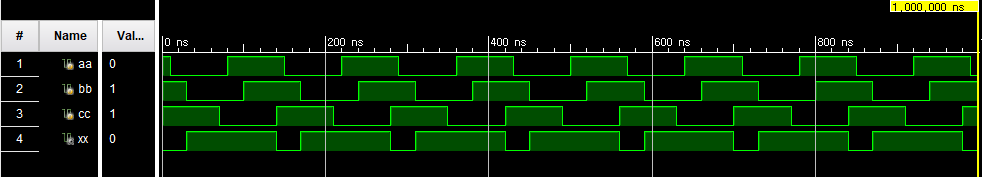 1,000,000 ns
# Name Val... 0 ns 200 ns 400 ns 600 ns 800 ns
1 aa 0
2 bb 1
3 cc 1
4 xx 0